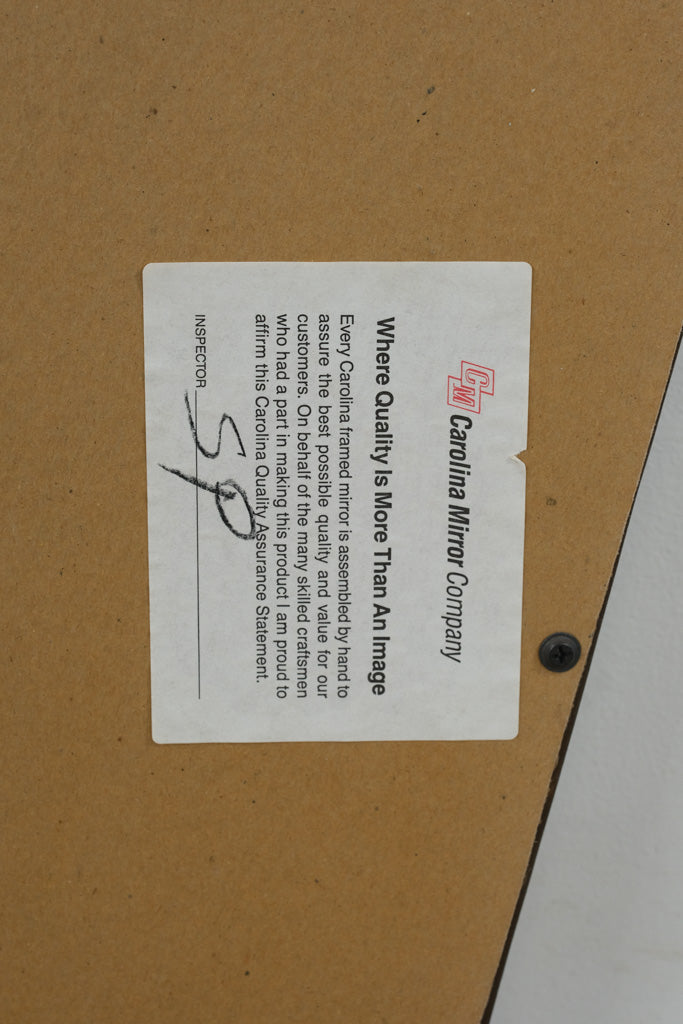 CM Carolina Mirror Company
Where Quality Is More Than An Image
Every Carolina framed mirror is assembled by hand to
assure the best possible quality and value for our
customers. On behalf of the many skilled craftsmen
who had a part in making this product I am proud to
affirm this Carolina Quality Assurance Statement.
INSPECTOR